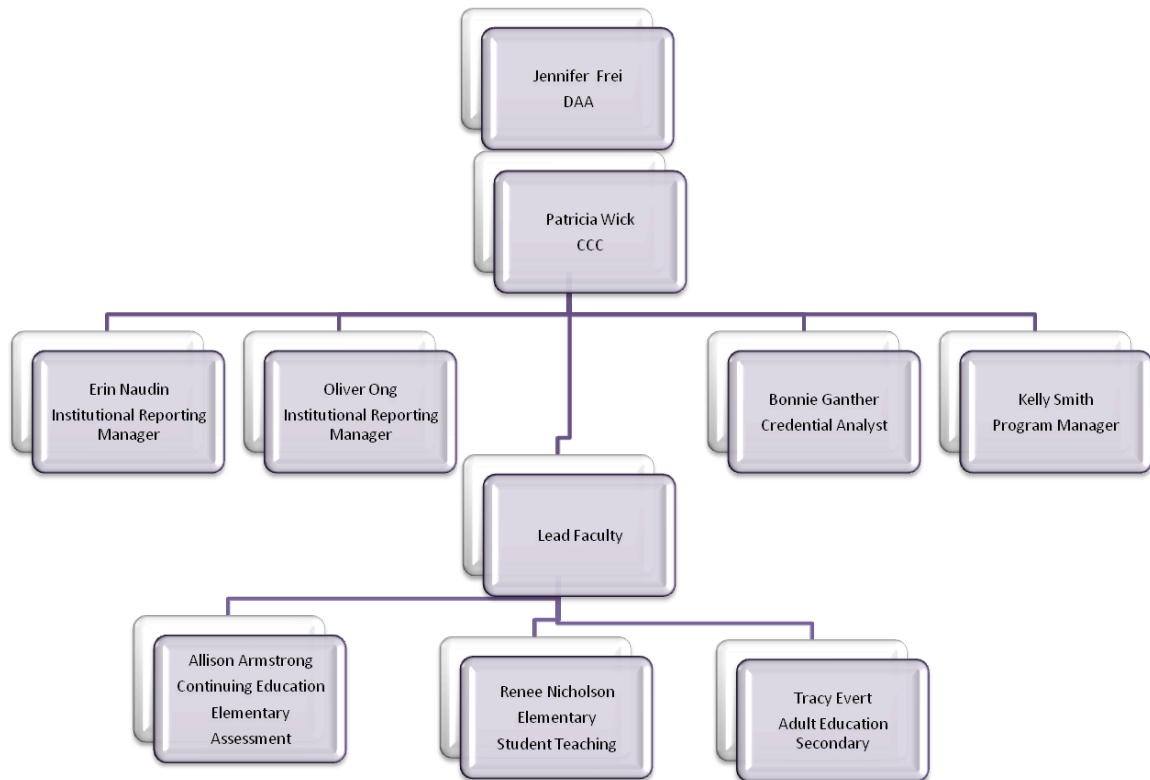 Jennifer Frei
DAA
Patricia Wick
CCC
Erin Naudin
Institutional Reporting
Manager
Oliver Ong
Institutional Reporting
Manager
Bonnie Ganther
Credential Analyst
Kelly Smith
Program Manager
Lead Faculty
Allison Armstrong
Continuing Education
Elementary
Assessment
Renee Nicholson
Elementary
Student Teaching
Tracy Evert
Adult Education
Secondary